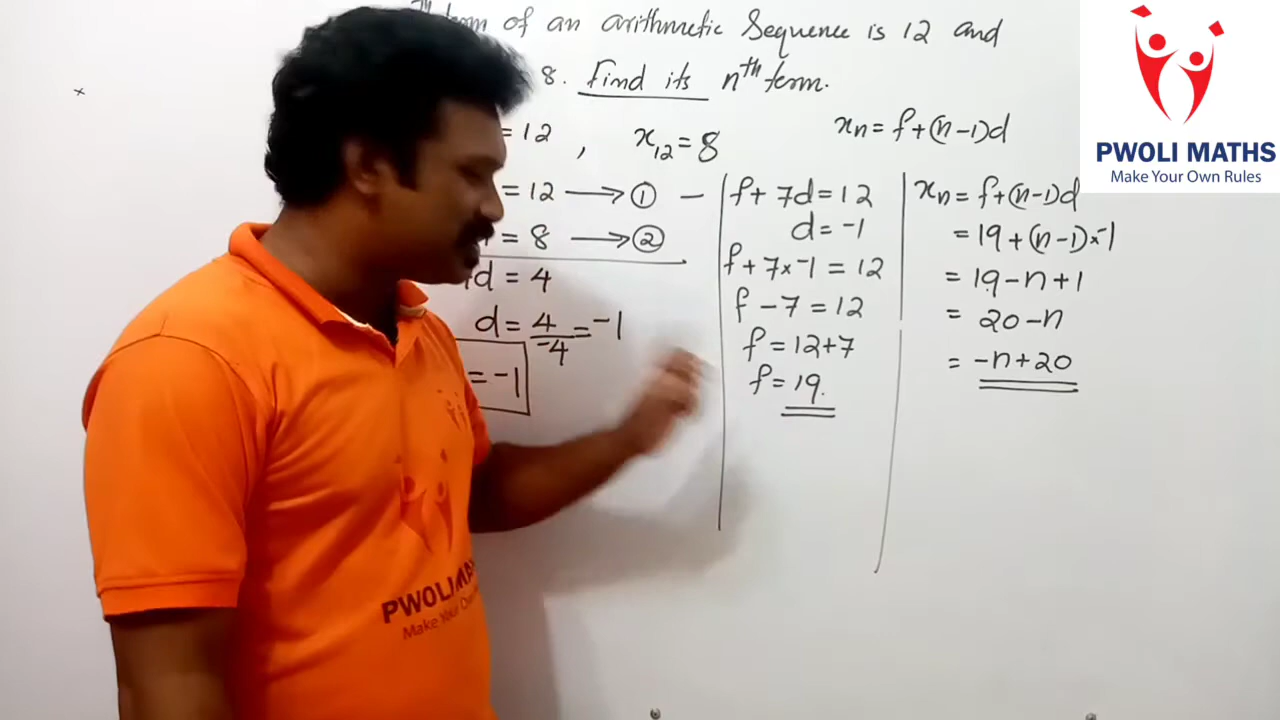 term of an arithmetic Sequence is 12 and
8. Find its nth term.
= 12 , x₁₂ = 8
xn = f+(n-1)d
= 12 ⟶ ①
= 8 ⟶ ②
d = 4
d = 4/-4 = -1
= -1
f + 7d = 12
d = -1
f + 7×-1 = 12
f - 7 = 12
f = 12+7
f = 19.
xn = f+(n-1)d
= 19+(n-1)×-1
= 19-n+1
= 20-n
= -n+20
PWOLI MATHS
Make Your Own Rules
PWOLI MA
Make Your O